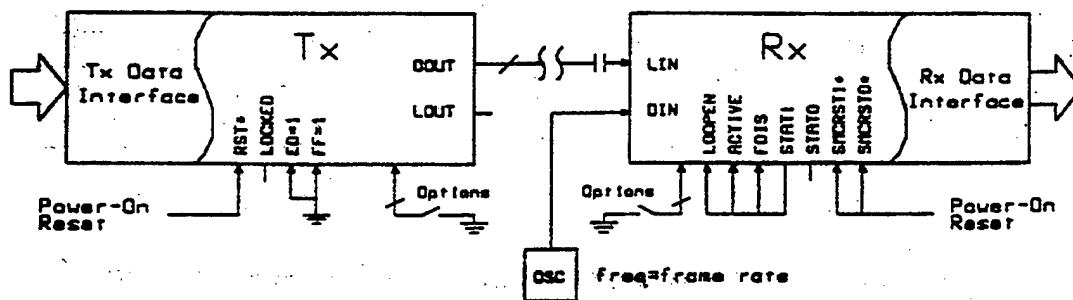 Tx
Rx
Tx Data
Interface
DOUT
LOUT
RST*
LOCKED
ED=1
FF=1
LIN
DIN
LOOPEN
ACTIVE
FDIS
STAT1
STAT0
SMCRST1*
SMCRST0*
Rx Data
Interface
Power-On
Reset
Options
Options
Power-On
Reset
OSC
freq=frame rate